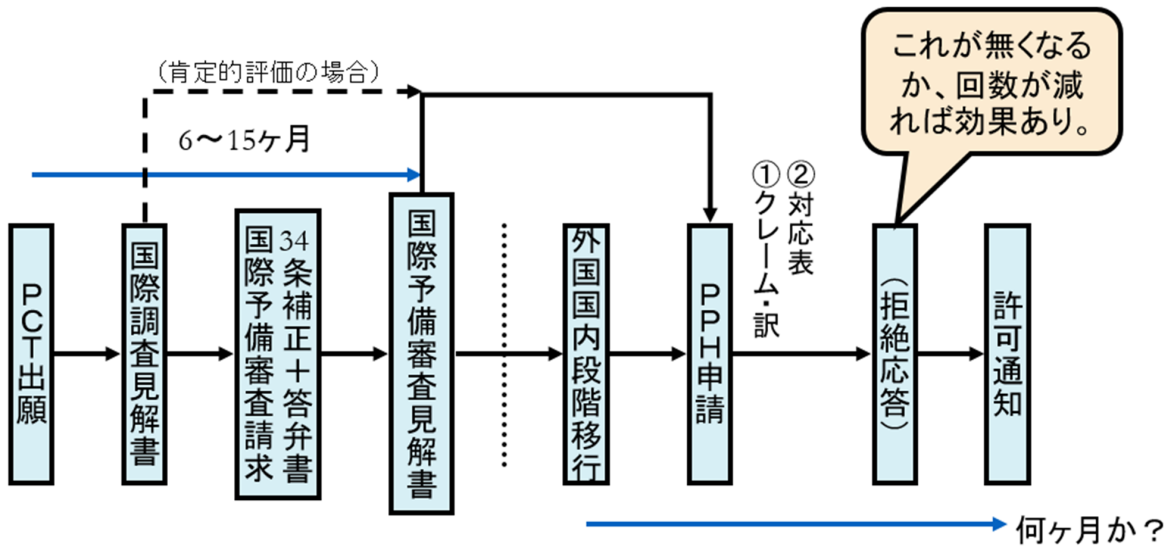 （肯定的評価の場合）
6～15ヶ月
これが無くなる
か、回数が減
れば効果あり。
PCT出願
国際調査見解書
34条補正＋答弁書
国際予備審査請求
国際予備審査見解書
外国国内段階移行
PPH申請
②対応表
①クレーム・訳
（拒絶応答）
許可通知
何ヶ月か？